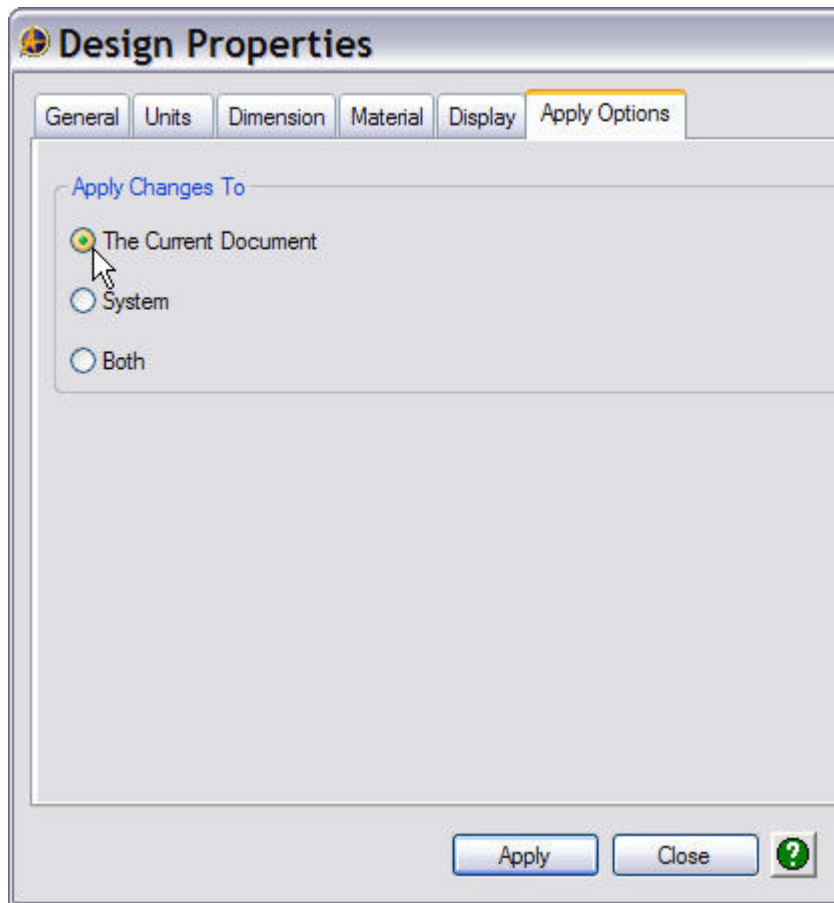 Design Properties
General Units Dimension Material Display Apply Options
Apply Changes To
The Current Document
System
Both
Apply Close ?